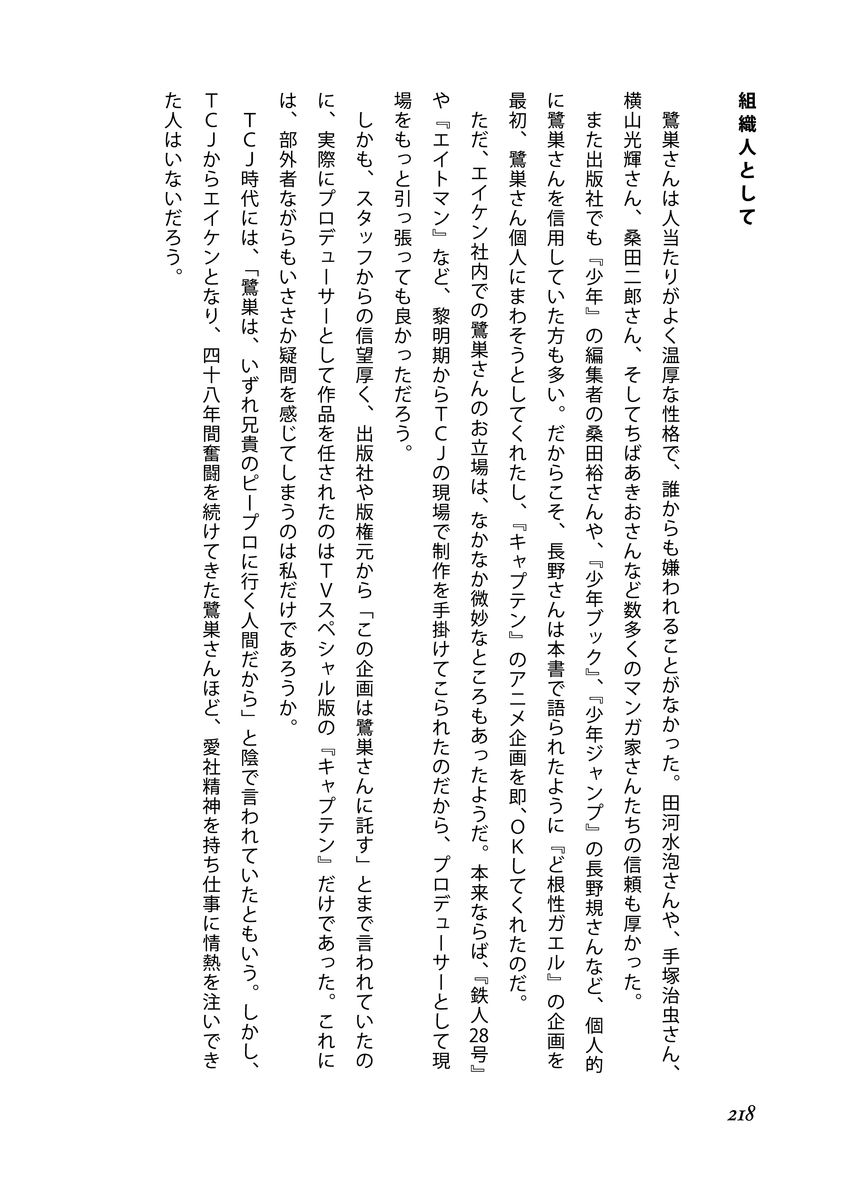 組織人として
　鷺巣さんは人当たりがよく温厚な性格で、誰からも嫌われることがなかった。田河水泡さんや、手塚治虫さん、
横山光輝さん、桑田二郎さん、そしてちばあきおさんなど数多くのマンガ家さんたちの信頼も厚かった。
　また出版社でも『少年』の編集者の桑田裕さんや、『少年ブック』、『少年ジャンプ』の長野規さんなど、個人的
に鷺巣さんを信用していた方も多い。だからこそ、長野さんは本書で語られたように『ど根性ガエル』の企画を
最初、鷺巣さん個人にまわそうとしてくれたし、『キャプテン』のアニメ企画を即、OKしてくれたのだ。
　ただ、エイケン社内での鷺巣さんのお立場は、なかなか微妙なところもあったようだ。本来ならば、『鉄人28号』
や『エイトマン』など、黎明期からTCJの現場で制作を手掛けてこられたのだから、プロデューサーとして現
場をもっと引っ張っても良かっただろう。
　しかも、スタッフからの信望厚く、出版社や版権元から「この企画は鷺巣さんに託す」とまで言われていたの
に、実際にプロデューサーとして作品を任されたのはTVスペシャル版の『キャプテン』だけであった。これに
は、部外者ながらもいささか疑問を感じてしまうのは私だけであろうか。
　TCJ時代には、「鷺巣は、いずれ兄貴のピープロに行く人間だから」と陰で言われていたともいう。しかし、
TCJからエイケンとなり、四十八年間奮闘を続けてきた鷺巣さんほど、愛社精神を持ち仕事に情熱を注いでき
た人はいないだろう。
218